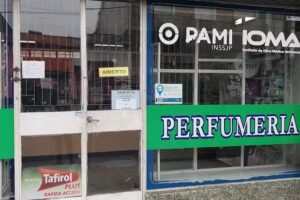 PAMI
INSSJP
IOMA
Instituto de Obra Médico Asistencial
ABIERTO
PERFUMERIA
Tafirol
PLUS
RAPIDA ACCION